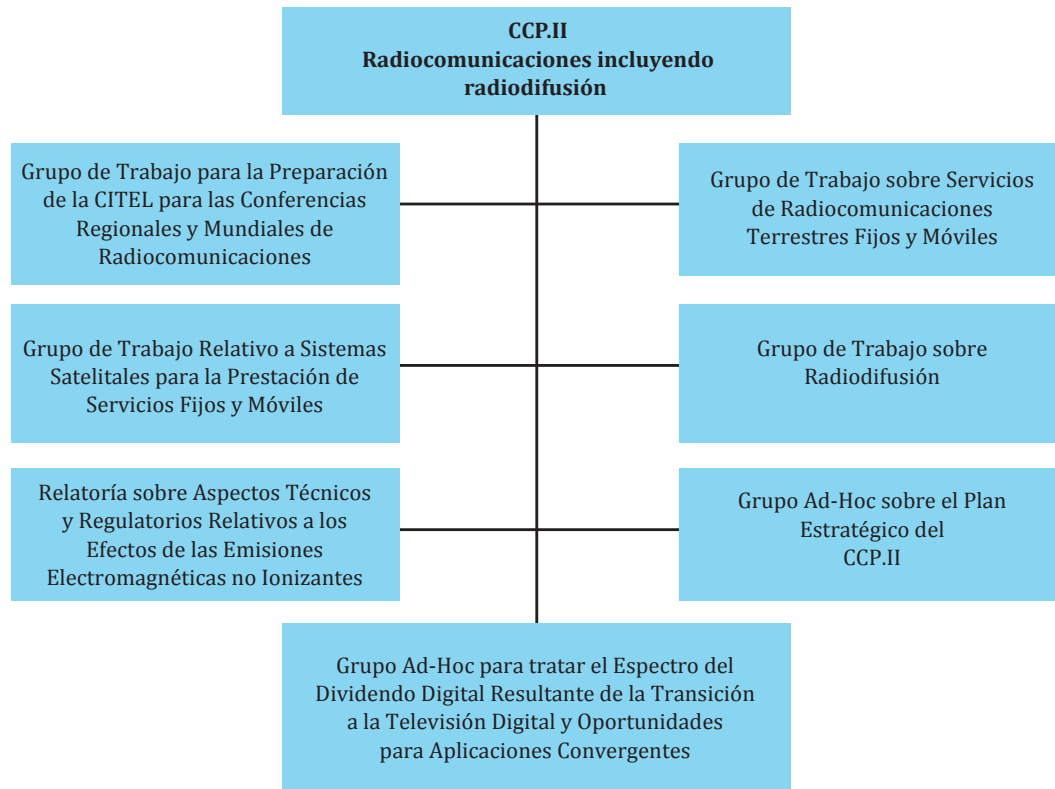 CCP.II
Radiocomunicaciones incluyendo
radiodifusión
Grupo de Trabajo para la Preparación
de la CITEL para las Conferencias
Regionales y Mundiales de
Radiocomunicaciones
Grupo de Trabajo sobre Servicios
de Radiocomunicaciones
Terrestres Fijos y Móviles
Grupo de Trabajo Relativo a Sistemas
Satelitales para la Prestación de
Servicios Fijos y Móviles
Grupo de Trabajo sobre
Radiodifusión
Relatoría sobre Aspectos Técnicos
y Regulatorios Relativos a los
Efectos de las Emisiones
Electromagnéticas no Ionizantes
Grupo Ad-Hoc sobre el Plan
Estratégico del
CCP.II
Grupo Ad-Hoc para tratar el Espectro del
Dividendo Digital Resultante de la Transición
a la Televisión Digital y Oportunidades
para Aplicaciones Convergentes